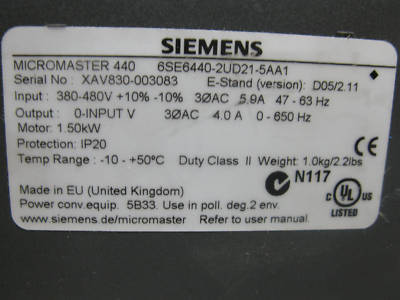 SIEMENS
MICROMASTER 440 6SE6440-2UD21-5AA1
Serial No : XAV830-003083 E-Stand (version): D05/2.11
Input : 380-480V +10% -10% 3ØAC 5.9A 47 - 63 Hz
Output : 0-INPUT V 3ØAC 4.0 A 0 - 650 Hz
Motor: 1.50kW
Protection: IP20
Temp Range : -10 - +50°C Duty Class II Weight: 1.0kg/2.2lbs
N117
C UL US
LISTED
Made in EU (United Kingdom)
Power conv.equip. 5B33. Use in poll. deg.2 env.
www.siemens.de/micromaster Refer to user manual.